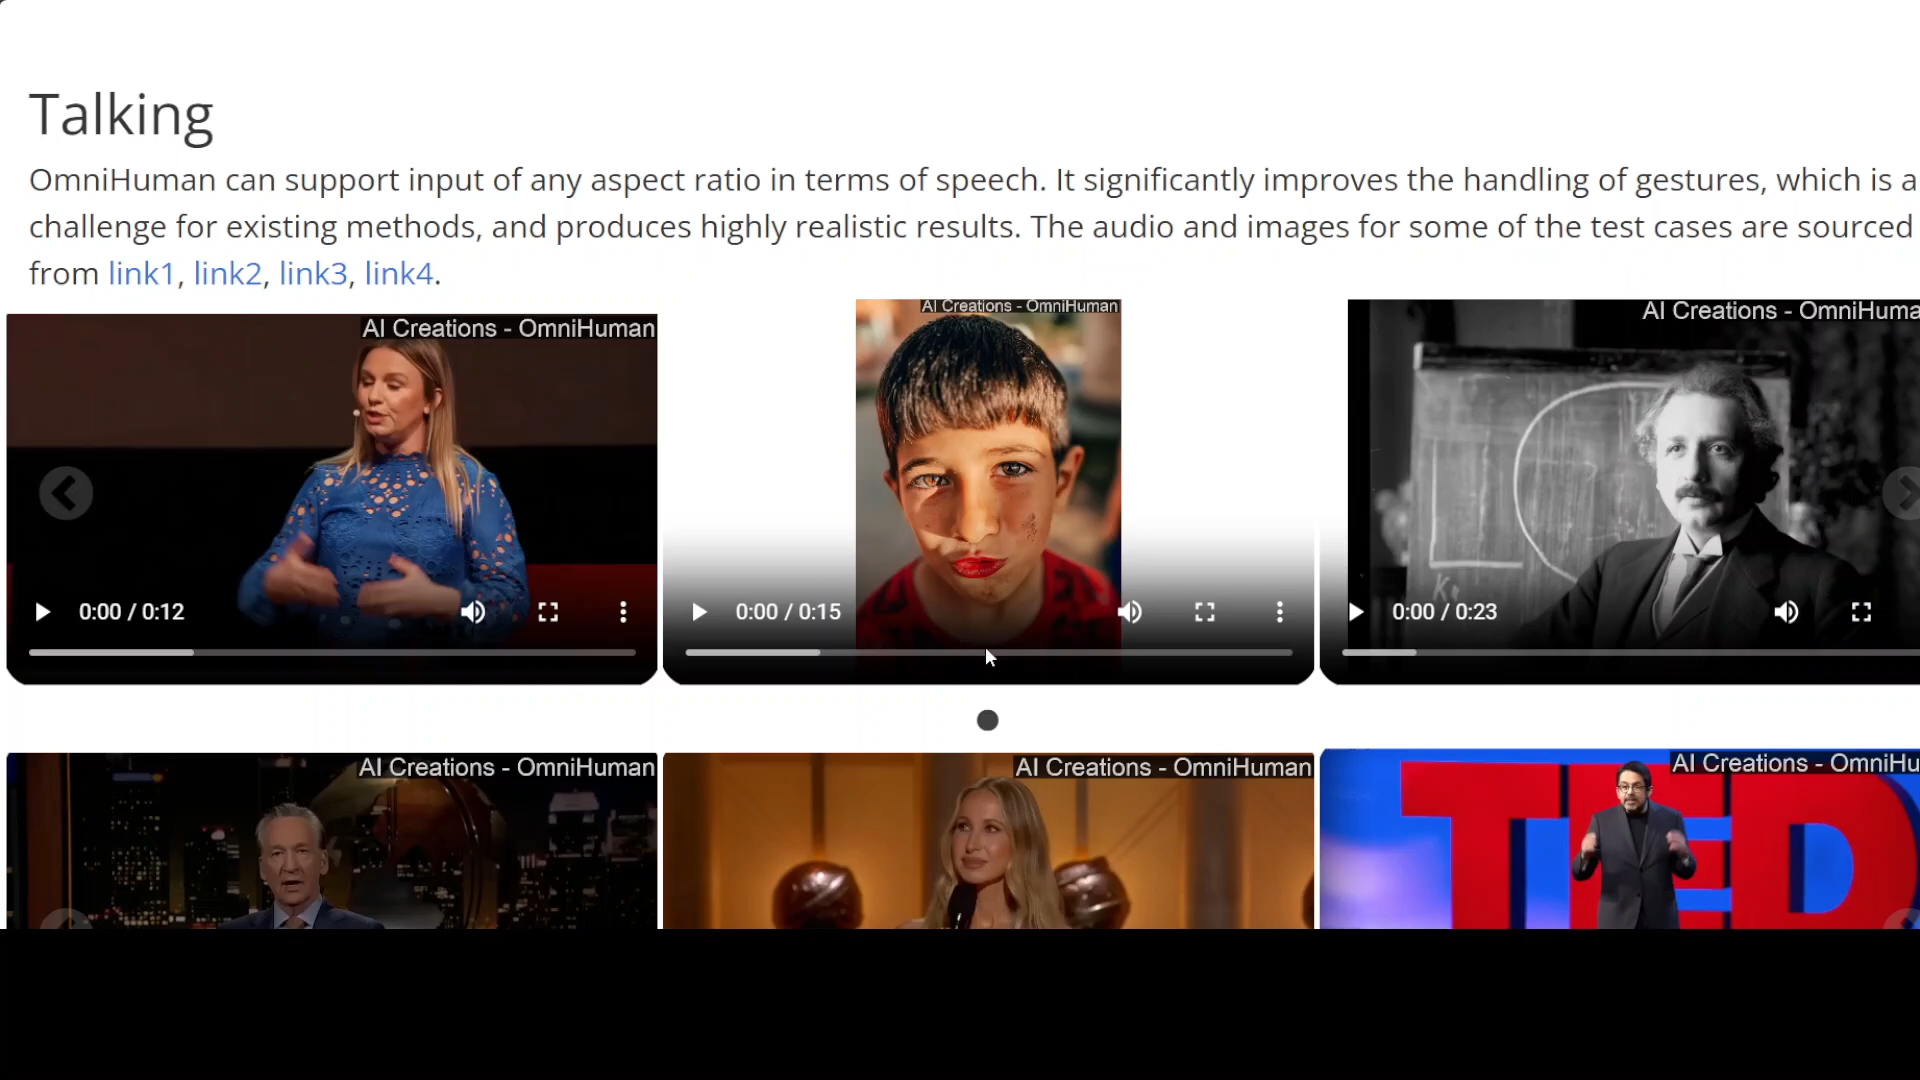 Talking
OmniHuman can support input of any aspect ratio in terms of speech. It significantly improves the handling of gestures, which is a
challenge for existing methods, and produces highly realistic results. The audio and images for some of the test cases are sourced
from link1, link2, link3, link4.
AI Creations - OmniHuman
AI Creations - OmniHuman
AI Creations - OmniHuma
0:00 / 0:12
0:00 / 0:15
0:00 / 0:23
AI Creations - OmniHuman
AI Creations - OmniHuman
AI Creations - OmniHu
TED